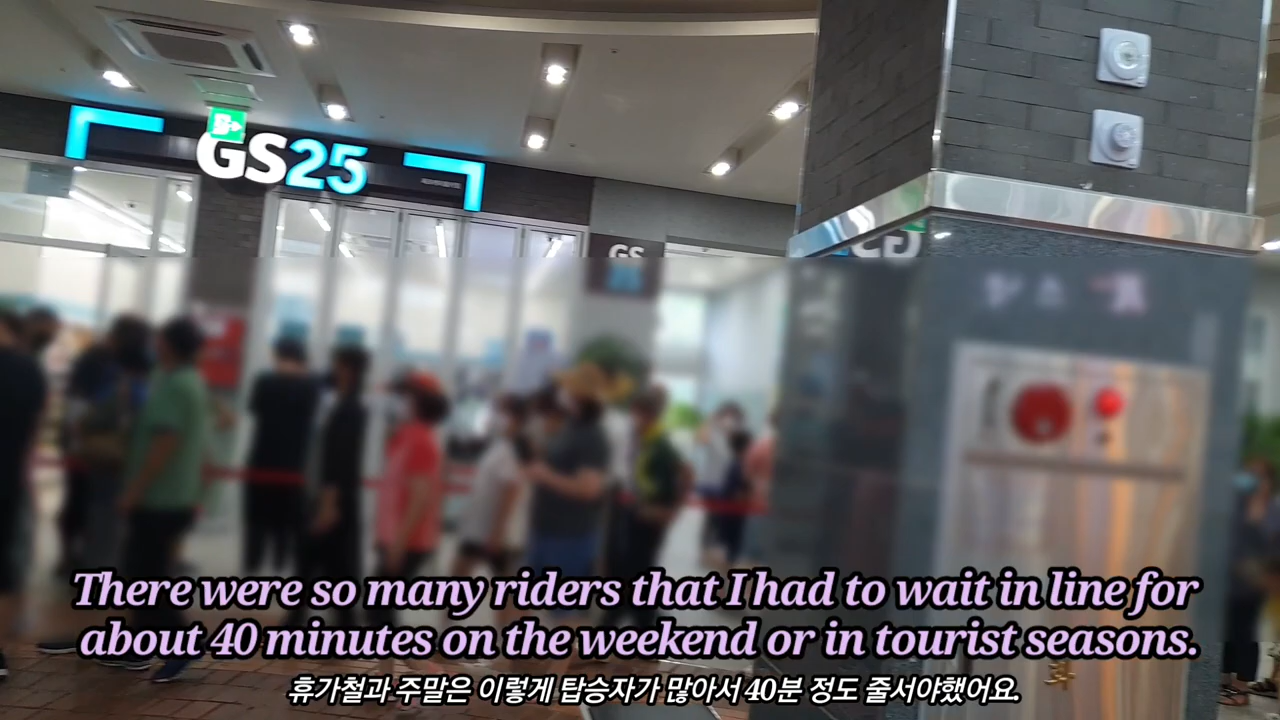 GS25
GS
There were so many riders that I had to wait in line for
about 40 minutes on the weekend or in tourist seasons.
휴가철과 주말은 이렇게 탑승자가 많아서 40분 정도 줄서야했어요.